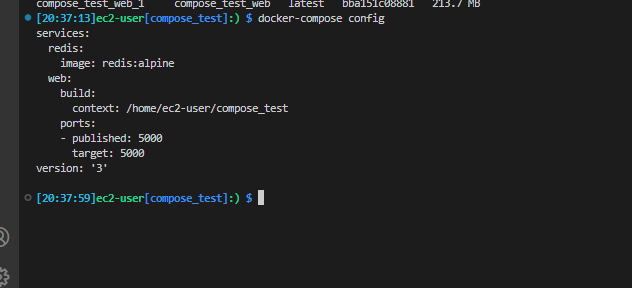 compose_test_web_1 compose_test_web latest bba151c08881 213.7 MB
[20:37:13]ec2-user[compose_test]:) $ docker-compose config
services:
  redis:
    image: redis:alpine
  web:
    build:
      context: /home/ec2-user/compose_test
    ports:
    - published: 5000
      target: 5000
version: '3'
[20:37:59]ec2-user[compose_test]:) $